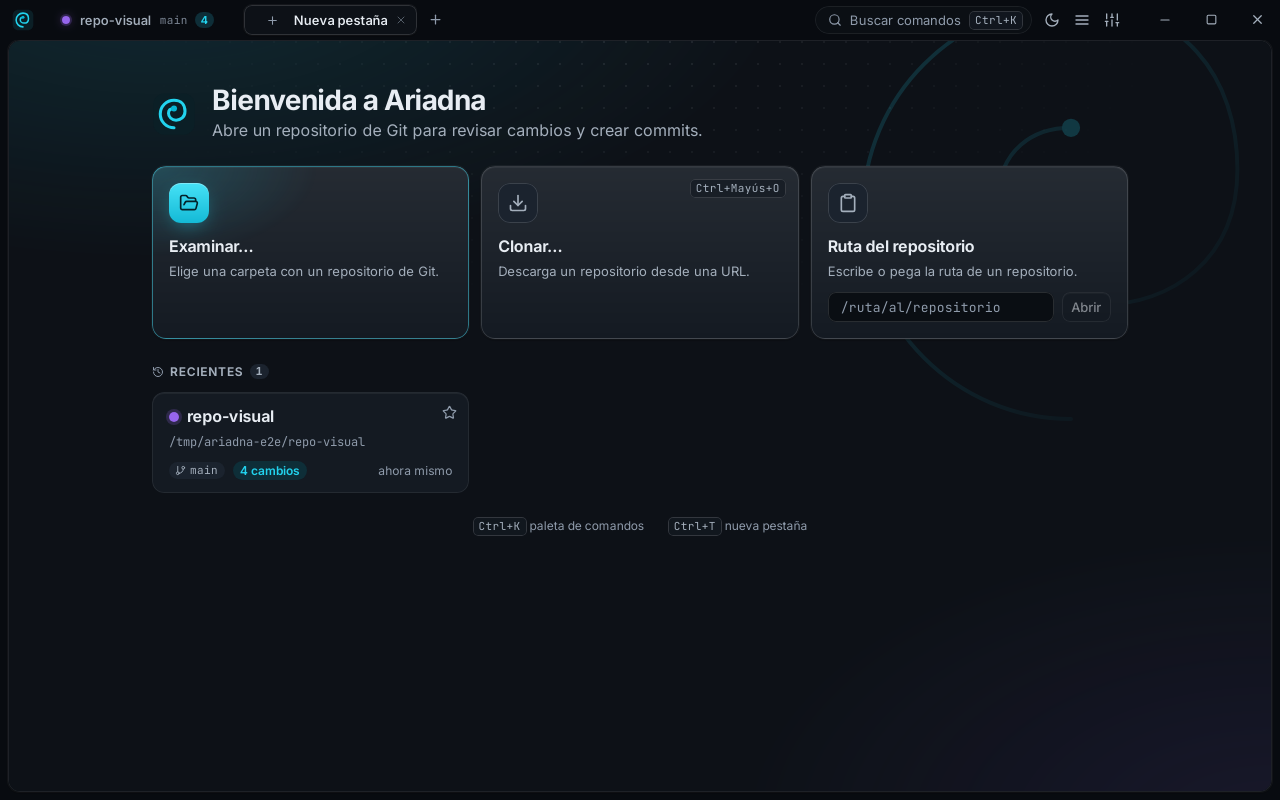 repo-visual main 4
Nueva pestaña
Buscar comandos Ctrl+K
Bienvenida a Ariadna
Abre un repositorio de Git para revisar cambios y crear commits.
Examinar...
Elige una carpeta con un repositorio de Git.
Ctrl+Mayús+O
Clonar...
Descarga un repositorio desde una URL.
Ruta del repositorio
Escribe o pega la ruta de un repositorio.
/ruta/al/repositorio Abrir
RECIENTES 1
repo-visual
/tmp/ariadna-e2e/repo-visual
main 4 cambios ahora mismo
Ctrl+K paleta de comandos Ctrl+T nueva pestaña